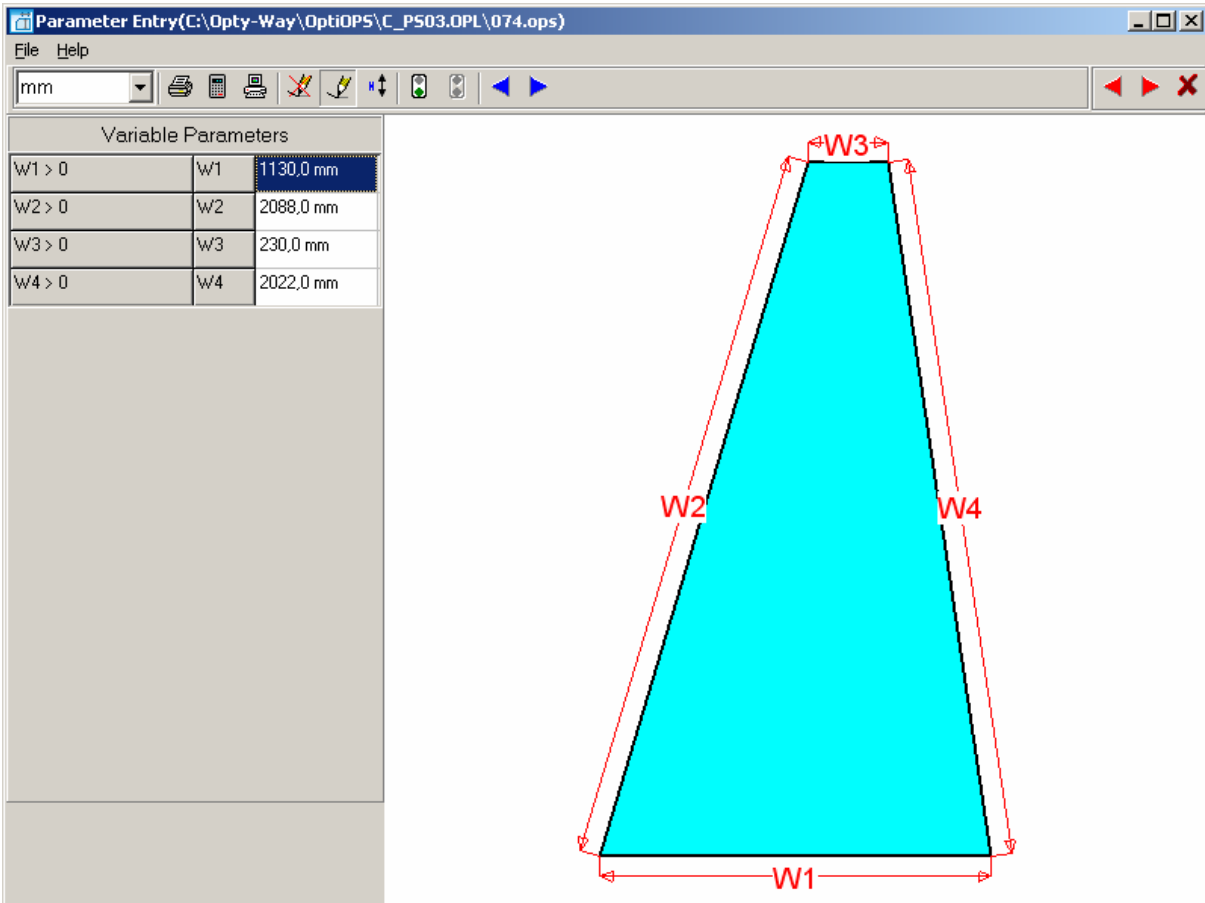 Parameter Entry(C:\Opty-Way\OptiOPS\C_PS03.OPL\074.ops)
File Help
mm
Variable Parameters
W1 > 0 W1 1130,0 mm
W2 > 0 W2 2088,0 mm
W3 > 0 W3 230,0 mm
W4 > 0 W4 2022,0 mm
W3
W2
W4
W1